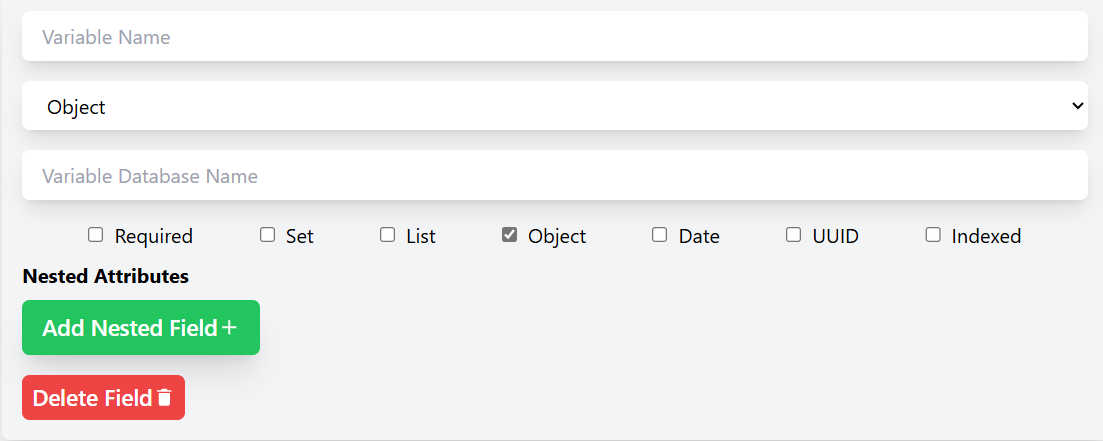 Variable Name
Object
Variable Database Name
Required Set List Object Date UUID Indexed
Nested Attributes
Add Nested Field+
Delete Field